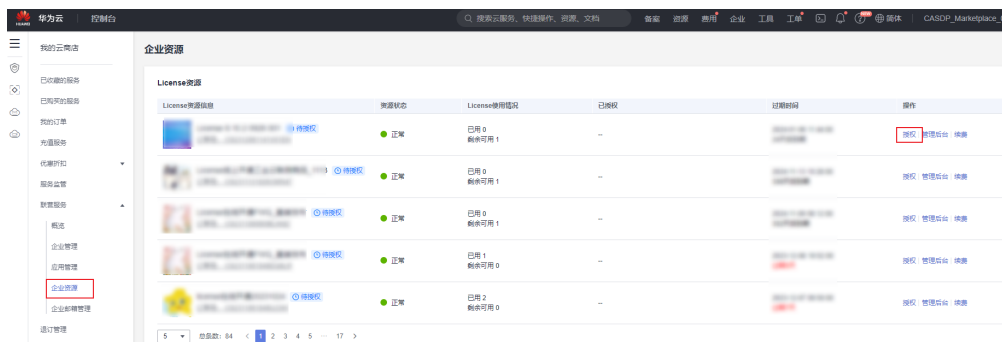 HUAWEI 华为云 控制台 搜索云服务、快捷操作、资源、文档 备案 资源 费用 企业 工具 工单 简体 CASDP_Marketplace_
我的云商店
企业资源
已收藏的服务
License资源
已购买的服务
License资源信息 资源状态 License使用情况 已授权 过期时间 操作
我的订单
待授权 正常 已用 0 剩余可用 1 -- 授权 管理后台 续费
充值服务
优惠折扣
待授权 正常 已用 0 剩余可用 1 -- 授权 管理后台 续费
服务监管
联营服务
待授权 正常 已用 0 剩余可用 1 -- 授权 管理后台 续费
概览
企业管理
待授权 正常 已用 1 剩余可用 0 -- 授权 管理后台 续费
应用管理
企业资源
待授权 正常 已用 2 剩余可用 0 -- 授权 管理后台 续费
企业邮箱管理
退订管理
5 总条数: 84 < 1 2 3 4 5 ··· 17 >